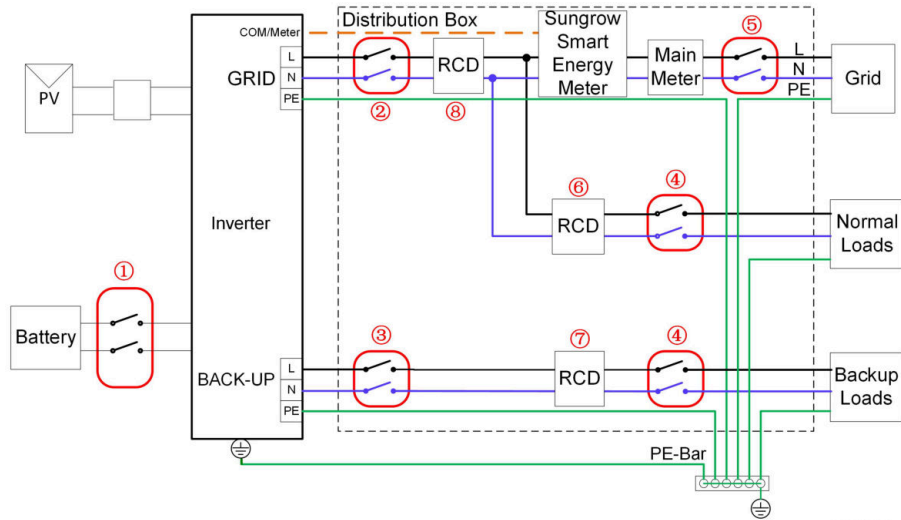 Distribution Box
COM/Meter
Sungrow
Smart
Energy
Meter
⑤
L
N
PE
GRID
L
N
PE
RCD
Main
Meter
Grid
PV
②
⑧
⑥
④
RCD
Normal
Loads
Inverter
①
Battery
③
⑦
④
BACK-UP
L
N
PE
RCD
Backup
Loads
PE-Bar